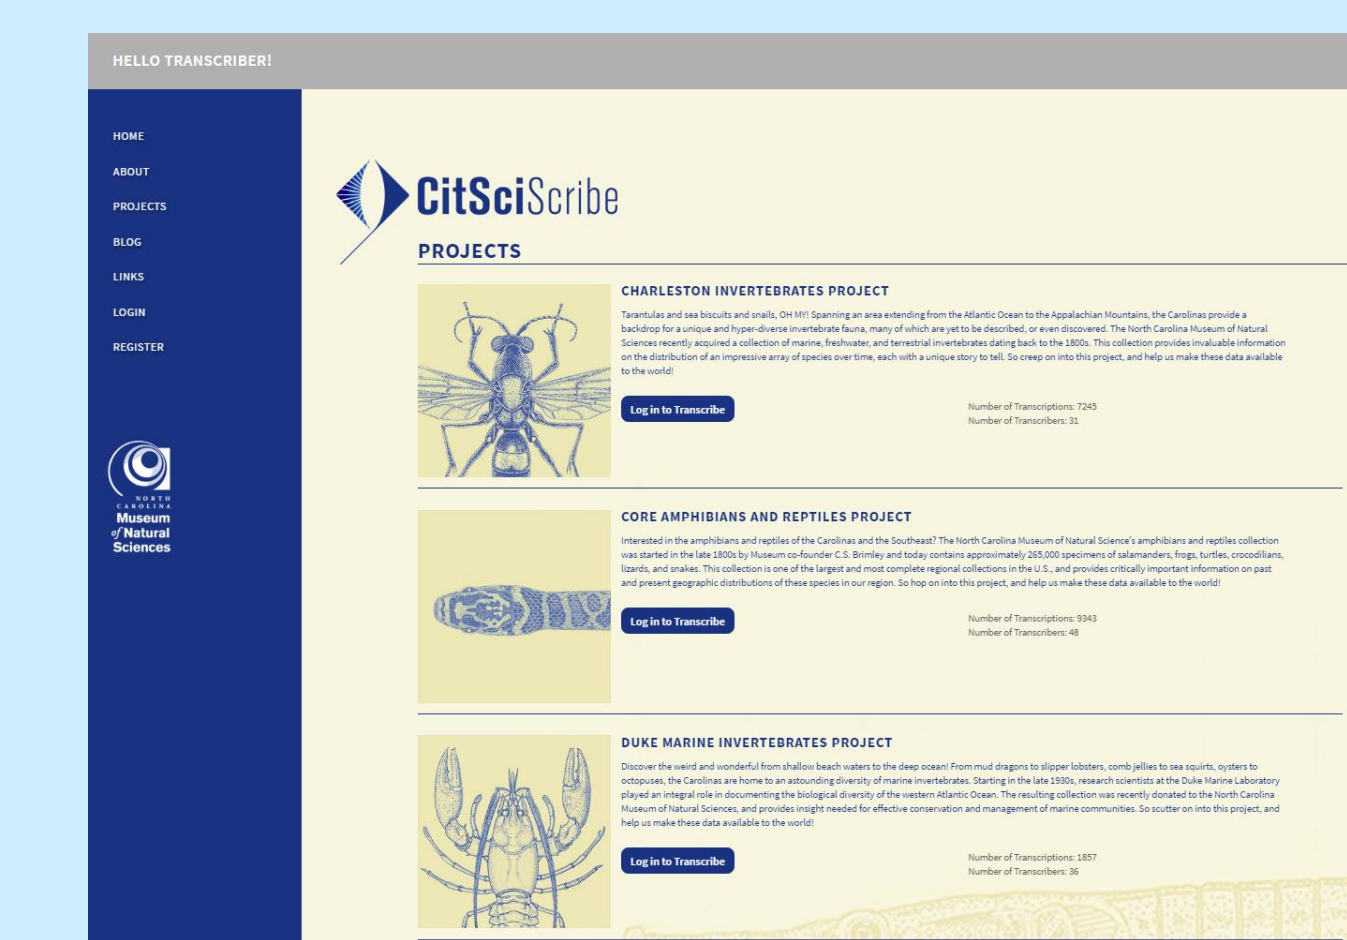 HELLO TRANSCRIBER!
HOME
ABOUT
PROJECTS
BLOG
LINKS
LOGIN
REGISTER
NORTH
CAROLINA
Museum
of Natural
Sciences
CitSciScribe
PROJECTS
CHARLESTON INVERTEBRATES PROJECT
Tarantulas and sea biscuits and snails, OH MY! Spanning an area extending from the Atlantic Ocean to the Appalachian Mountains, the Carolinas provide a
backdrop for a unique and hyper-diverse invertebrate fauna, many of which are yet to be described, or even discovered. The North Carolina Museum of Natural
Sciences recently acquired a collection of marine, freshwater, and terrestrial invertebrates dating back to the 1800s. This collection provides invaluable information
on the distribution of an impressive array of species over time, each with a unique story to tell. So creep on into this project, and help us make these data available
to the world!
Log in to Transcribe
Number of Transcriptions: 7245
Number of Transcribers: 31
CORE AMPHIBIANS AND REPTILES PROJECT
Interested in the amphibians and reptiles of the Carolinas and the Southeast? The North Carolina Museum of Natural Science's amphibians and reptiles collection
was started in the late 1800s by Museum co-founder C.S. Brimley and today contains approximately 265,000 specimens of salamanders, frogs, turtles, crocodilians,
lizards, and snakes. This collection is one of the largest and most complete regional collections in the U.S., and provides critically important information on past
and present geographic distributions of these species in our region. So hop on into this project, and help us make these data available to the world!
Log in to Transcribe
Number of Transcriptions: 9343
Number of Transcribers: 48
DUKE MARINE INVERTEBRATES PROJECT
Discover the weird and wonderful from shallow beach waters to the deep ocean! From mud dragons to slipper lobsters, comb jellies to sea squirts, oysters to
octopuses, the Carolinas are home to an astounding diversity of marine invertebrates. Starting in the late 1930s, research scientists at the Duke Marine Laboratory
played an integral role in documenting the biological diversity of the western Atlantic Ocean. The resulting collection was recently donated to the North Carolina
Museum of Natural Sciences, and provides insight needed for effective conservation and management of marine communities. So scutter on into this project, and
help us make these data available to the world!
Log in to Transcribe
Number of Transcriptions: 1857
Number of Transcribers: 36